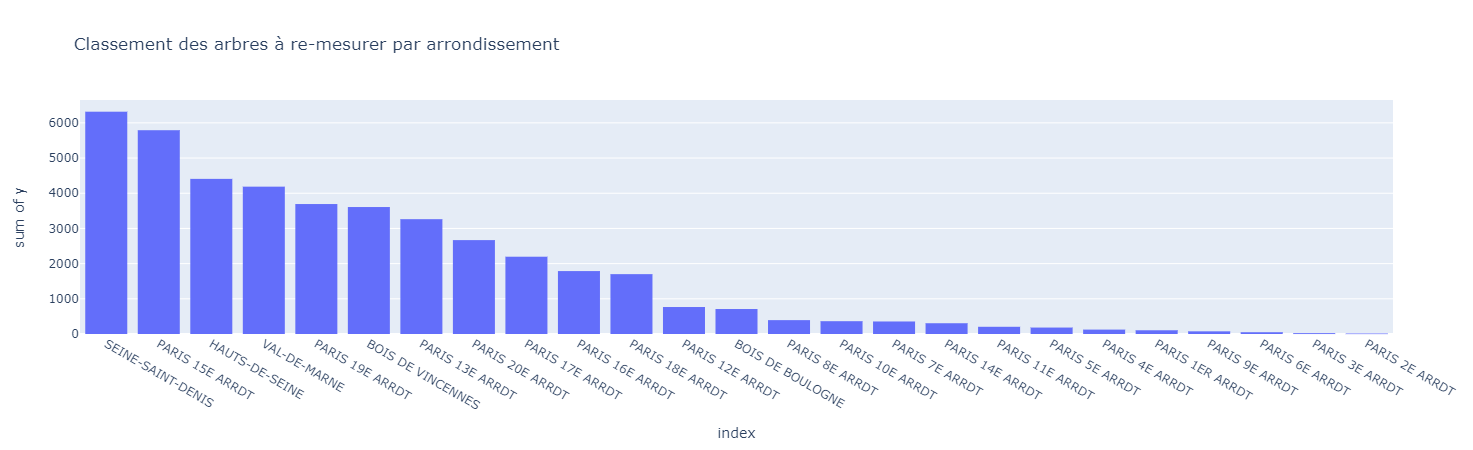 Classement des arbres à re-mesurer par arrondissement
sum of y
6000
5000
4000
3000
2000
1000
0
SEINE-SAINT-DENIS
PARIS 15E ARRDT
HAUTS-DE-SEINE
VAL-DE-MARNE
PARIS 19E ARRDT
BOIS DE VINCENNES
PARIS 13E ARRDT
PARIS 20E ARRDT
PARIS 17E ARRDT
PARIS 16E ARRDT
PARIS 18E ARRDT
PARIS 12E ARRDT
BOIS DE BOULOGNE
PARIS 8E ARRDT
PARIS 10E ARRDT
PARIS 7E ARRDT
PARIS 14E ARRDT
PARIS 11E ARRDT
PARIS 5E ARRDT
PARIS 4E ARRDT
PARIS 1ER ARRDT
PARIS 9E ARRDT
PARIS 6E ARRDT
PARIS 3E ARRDT
PARIS 2E ARRDT
index